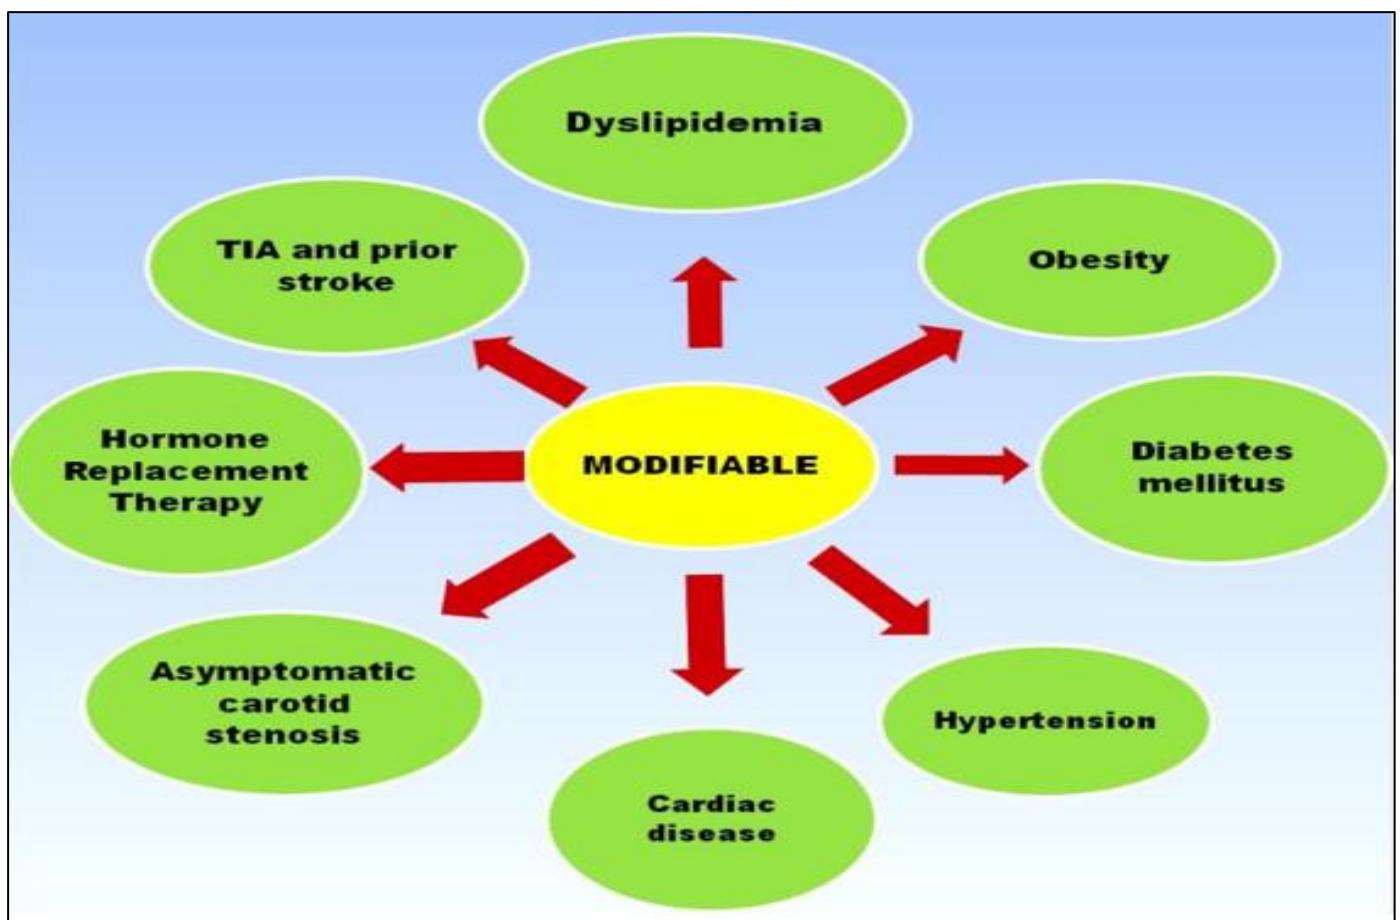 Dyslipidemia
TIA and prior
stroke
Obesity
Hormone
Replacement
Therapy
MODIFIABLE
Diabetes
mellitus
Asymptomatic
carotid
stenosis
Hypertension
Cardiac
disease